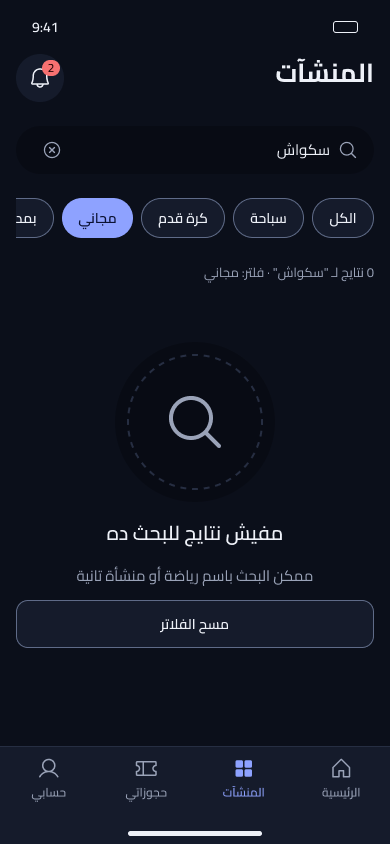 9:41
المنشآت
2
سكواش
الكل
سباحة
كرة قدم
مجاني
بمد
0 نتايج لـ "سكواش" · فلتر: مجاني
مفيش نتايج للبحث ده
ممكن البحث باسم رياضة أو منشأة تانية
مسح الفلاتر
الرئيسية
المنشآت
حجوزاتي
حسابي